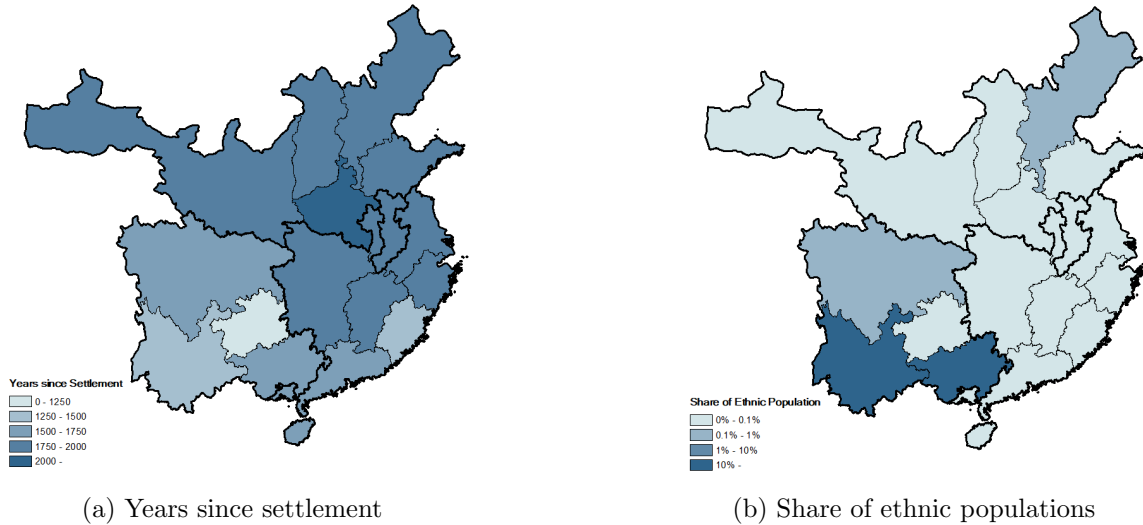 Years since Settlement
0 - 1250
1250 - 1500
1500 - 1750
1750 - 2000
2000 -
Share of Ethnic Population
0% - 0.1%
0.1% - 1%
1% - 10%
10% -
(a) Years since settlement
(b) Share of ethnic populations